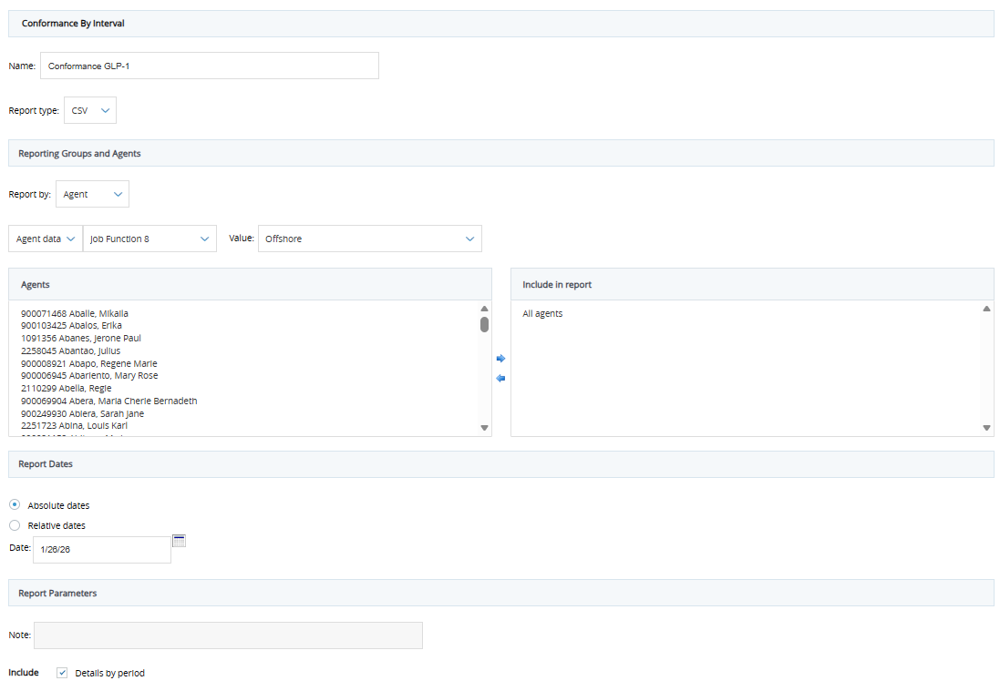 Conformance By Interval
Name: Conformance GLP-1
Report type: CSV
Reporting Groups and Agents
Report by: Agent
Agent data Job Function 8 Value: Offshore
Agents
900071468 Aballe, Mikaila
900103425 Abalos, Erika
1091356 Abanes, Jerone Paul
2258045 Abantao, Julius
900008921 Abapo, Regene Marie
900006945 Abariento, Mary Rose
2110299 Abella, Regie
900069904 Abera, Maria Cherie Bernadeth
900249930 Abiera, Sarah Jane
2251723 Abina, Louis Karl
Include in report
All agents
Report Dates
Absolute dates
Relative dates
Date: 1/26/26
Report Parameters
Note:
Include Details by period